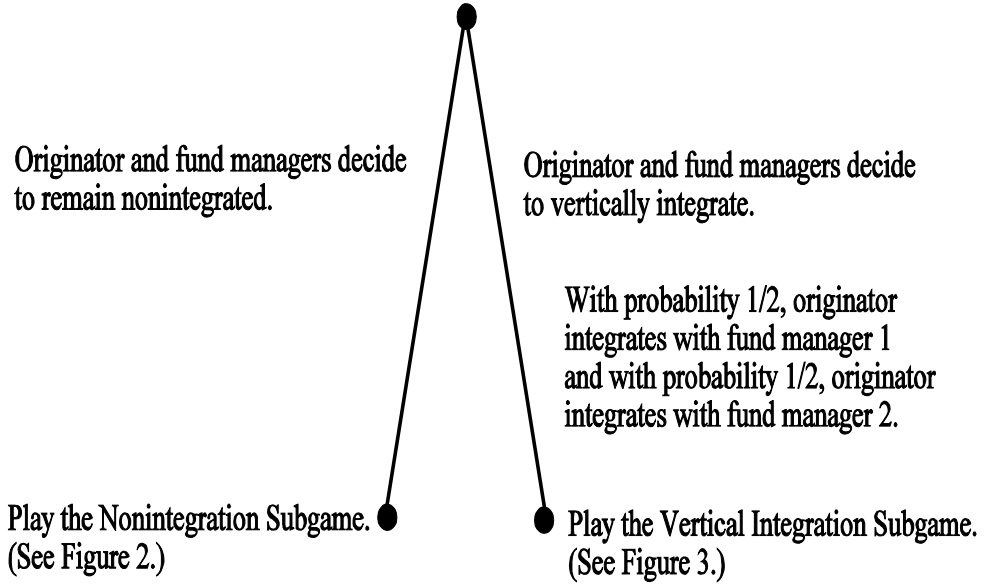 Originator and fund managers decide
to remain nonintegrated.
Originator and fund managers decide
to vertically integrate.
With probability 1/2, originator
integrates with fund manager 1
and with probability 1/2, originator
integrates with fund manager 2.
Play the Nonintegration Subgame.
(See Figure 2.)
Play the Vertical Integration Subgame.
(See Figure 3.)